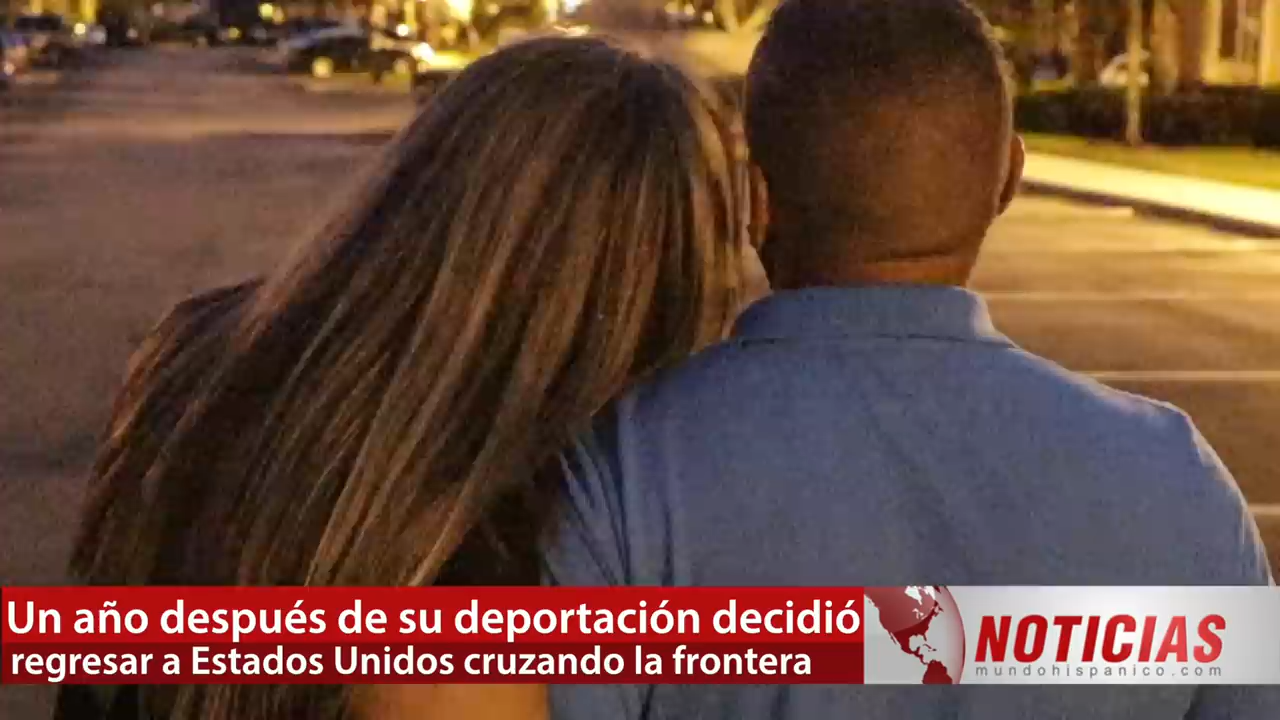 Un año después de su deportación decidió
regresar a Estados Unidos cruzando la frontera
NOTICIAS
mundohispanico.com